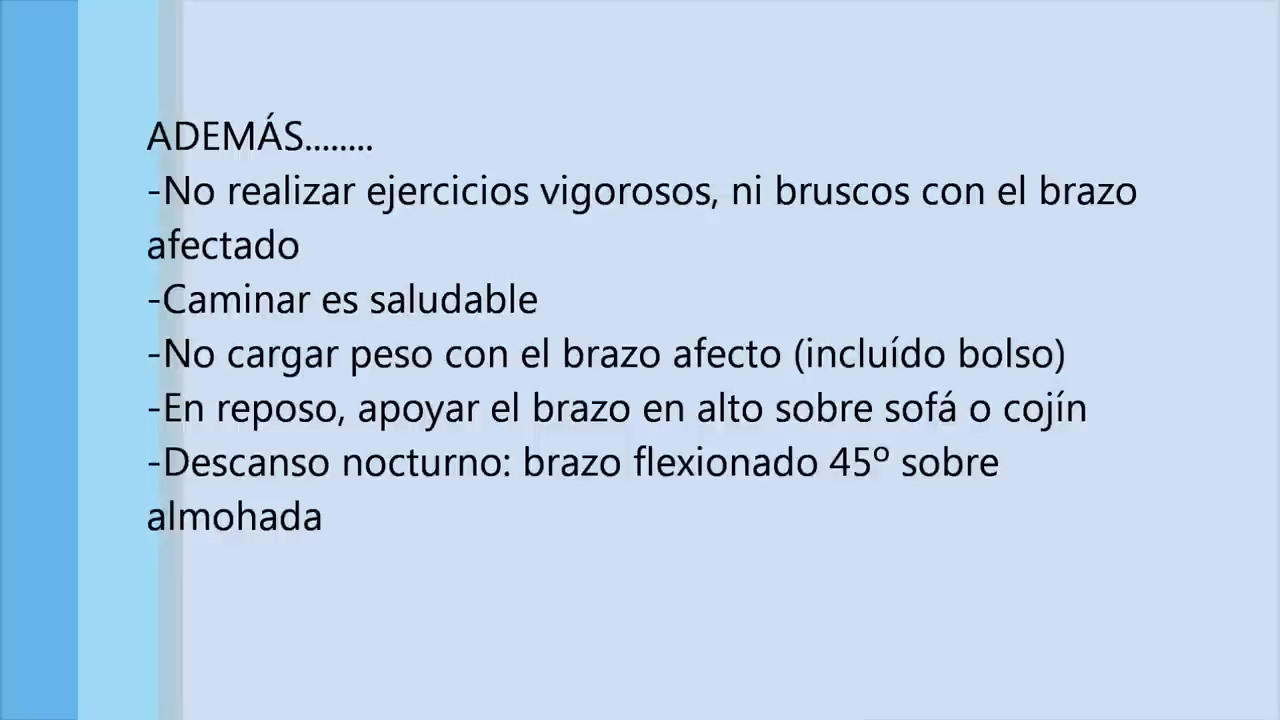 ADEMÁS........
-No realizar ejercicios vigorosos, ni bruscos con el brazo
afectado
-Caminar es saludable
-No cargar peso con el brazo afecto (incluído bolso)
-En reposo, apoyar el brazo en alto sobre sofá o cojín
-Descanso nocturno: brazo flexionado 45º sobre
almohada